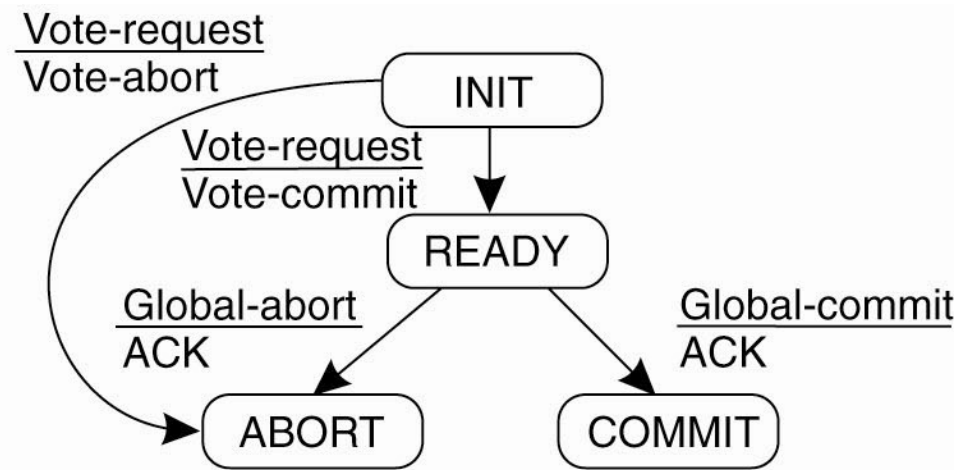 Vote-request
Vote-abort
INIT
Vote-request
Vote-commit
READY
Global-abort
ACK
Global-commit
ACK
ABORT
COMMIT